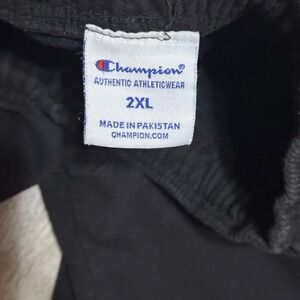 Champion®
AUTHENTIC ATHLETICWEAR
2XL
MADE IN PAKISTAN
CHAMPION.COM